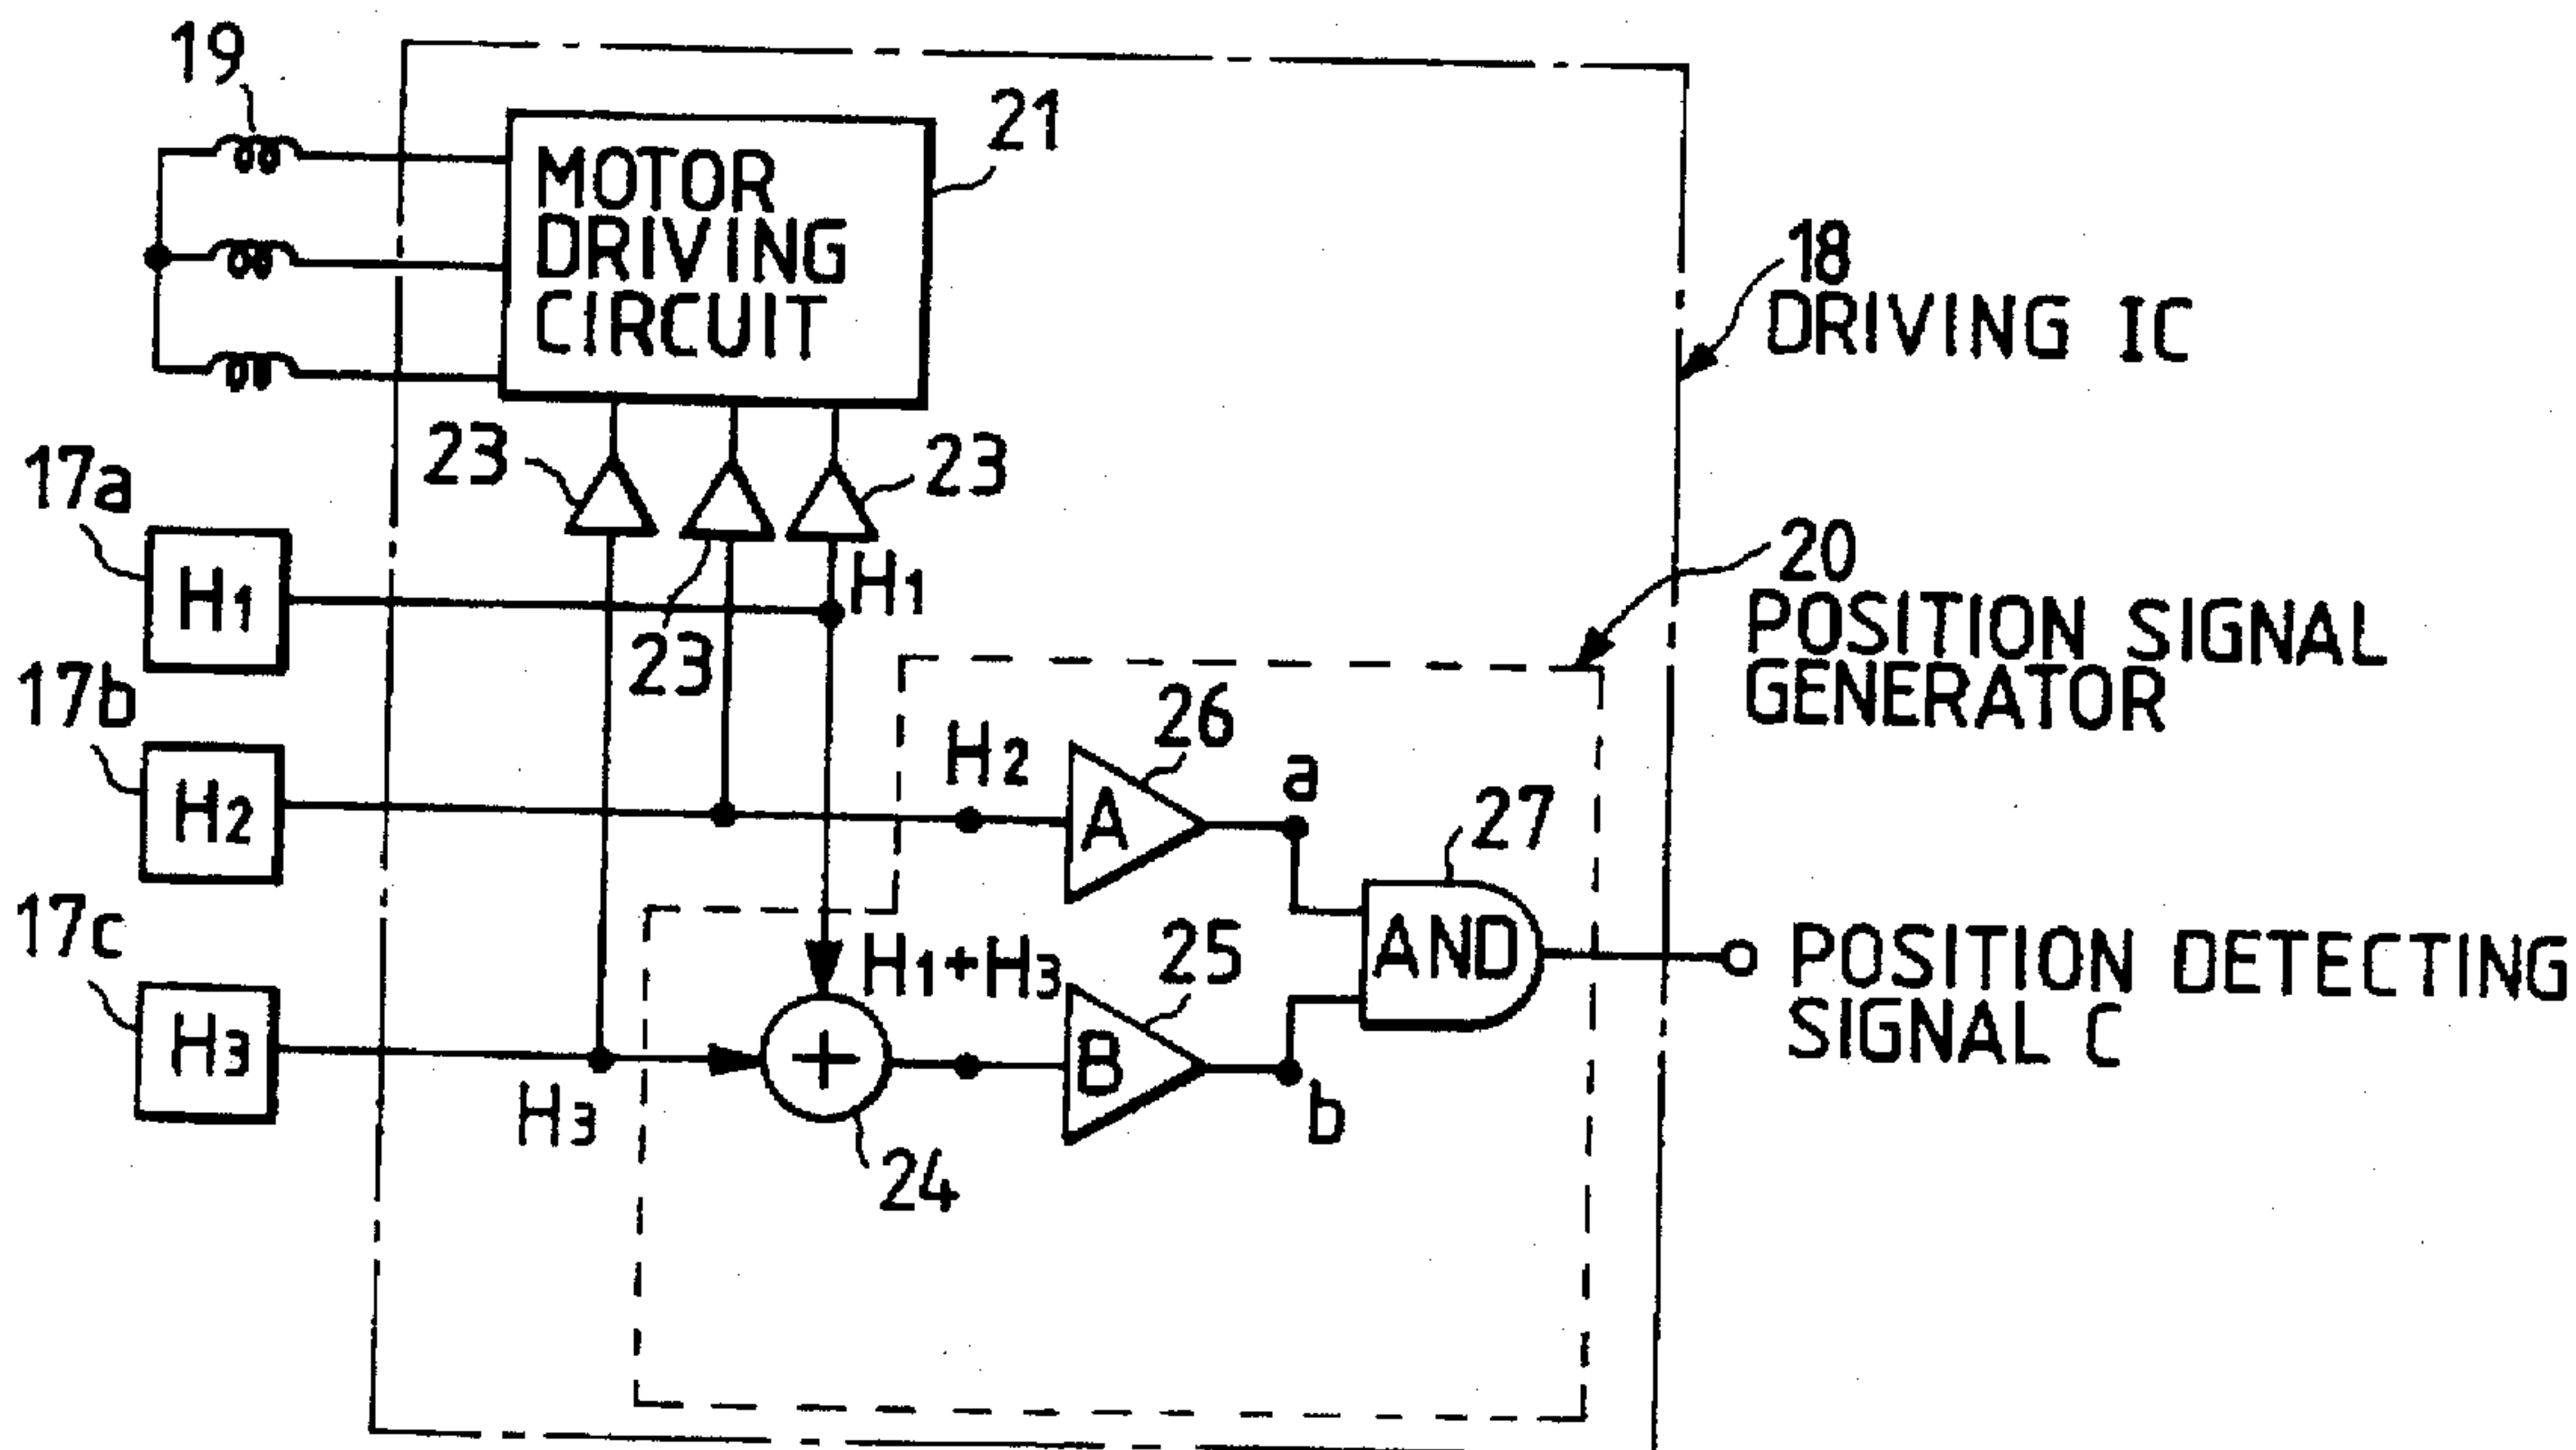 19
21
MOTOR
DRIVING
CIRCUIT
18
DRIVING IC
23
23
17a
H1
H1
23
20
POSITION SIGNAL
GENERATOR
17b
H2
H2
26
A
a
27
AND
17c
H3
H3
H1+H3
25
B
b
+
24
POSITION DETECTING
SIGNAL C